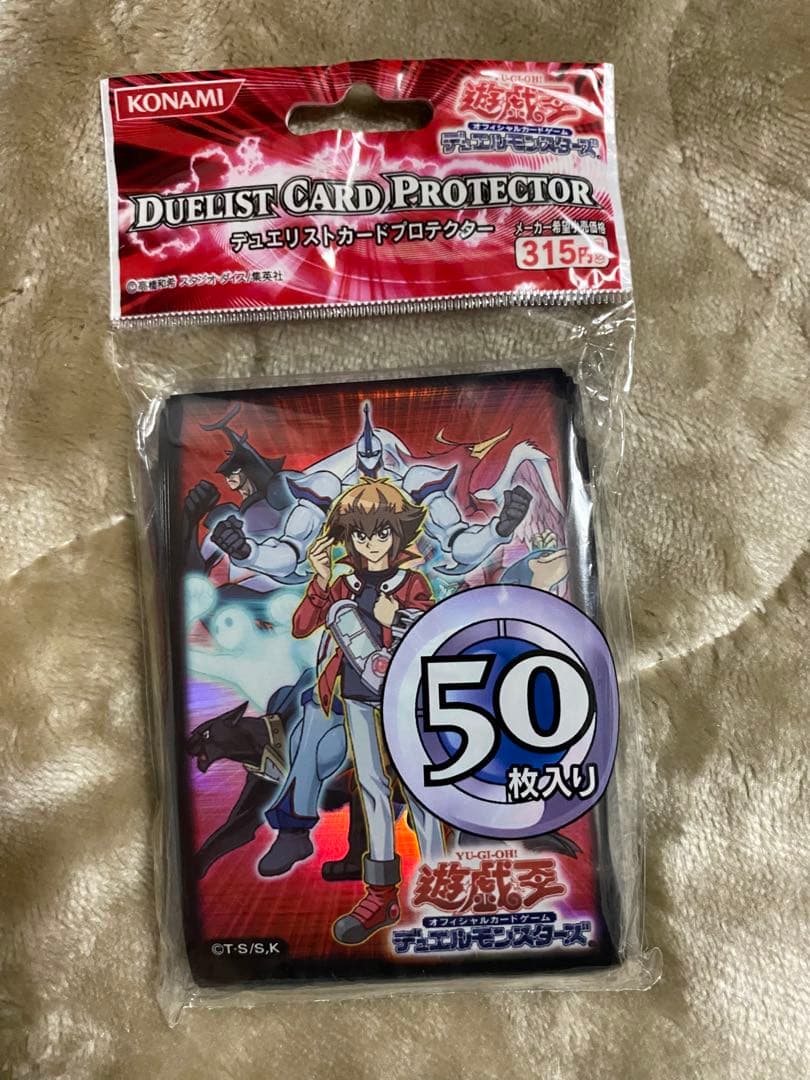 KONAMI
YU-GI-OH!
遊戯王
オフィシャルカードゲーム
デュエルモンスターズ
DUELIST CARD PROTECTOR
デュエリストカードプロテクター
メーカー希望小売価格
315円
©高橋和希 スタジオ・ダイス/集英社
50
枚入り
YU-GI-OH!
遊戯王
オフィシャルカードゲーム
デュエルモンスターズ
©T・S/S,K